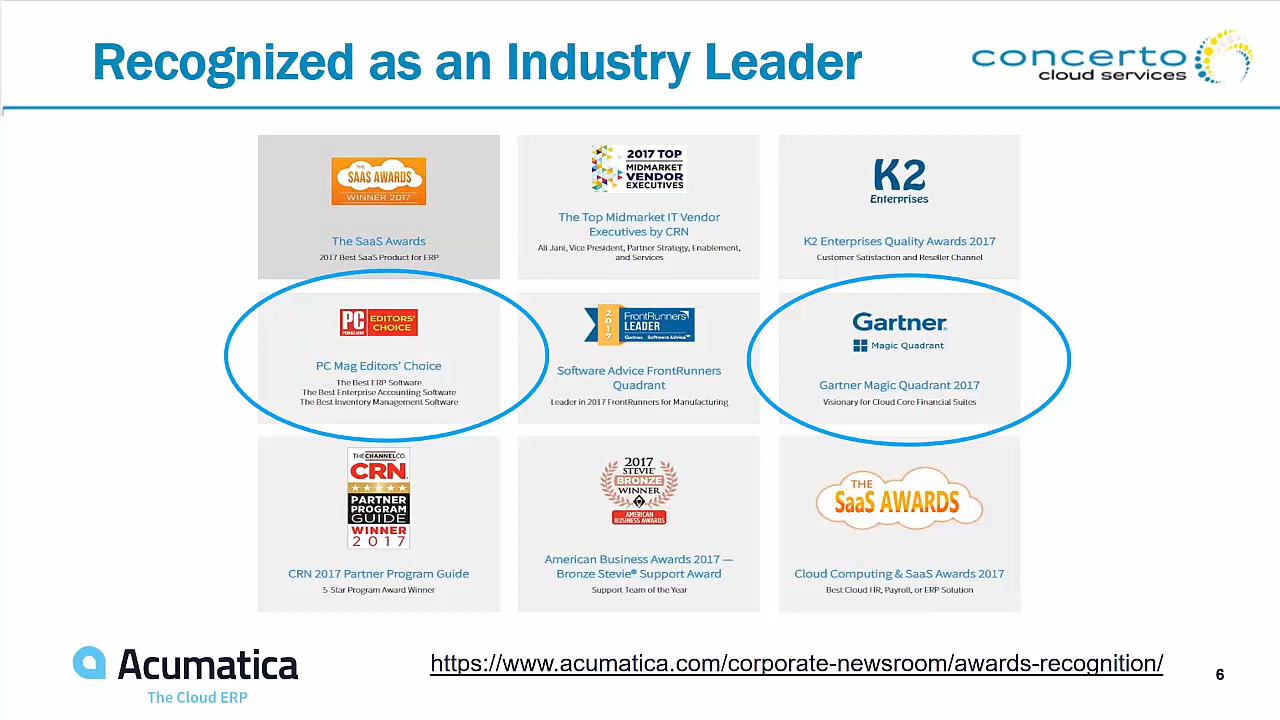 Recognized as an Industry Leader
concerto
cloud services
THE
SAAS AWARDS
WINNER 2017
The SaaS Awards
2017 Best SaaS Product for ERP
2017 TOP
MIDMARKET
VENDOR
EXECUTIVES
The Top Midmarket IT Vendor
Executives by CRN
Ali Jani, Vice President, Partner Strategy, Enablement,
and Services
K2
Enterprises
K2 Enterprises Quality Awards 2017
Customer Satisfaction and Reseller Channel
PC
PCMAG.COM
EDITORS'
CHOICE
PC Mag Editors' Choice
The Best ERP Software
The Best Enterprise Accounting Software
The Best Inventory Management Software
2017
FrontRunners
LEADER
Gartner Software Advice™
Software Advice FrontRunners
Quadrant
Leader in 2017 FrontRunners for Manufacturing
Gartner.
Magic Quadrant
Gartner Magic Quadrant 2017
Visionary for Cloud Core Financial Suites
THE CHANNEL CO.
CRN.
PARTNER
PROGRAM
GUIDE
WINNER
2017
CRN 2017 Partner Program Guide
5-Star Program Award Winner
2017
STEVIE®
BRONZE
WINNER
AMERICAN
BUSINESS AWARDS
American Business Awards 2017 —
Bronze Stevie® Support Award
Support Team of the Year
THE
SaaS AWARDS
Cloud Computing & SaaS Awards 2017
Best Cloud HR, Payroll, or ERP Solution
Acumatica
The Cloud ERP
https://www.acumatica.com/corporate-newsroom/awards-recognition/
6